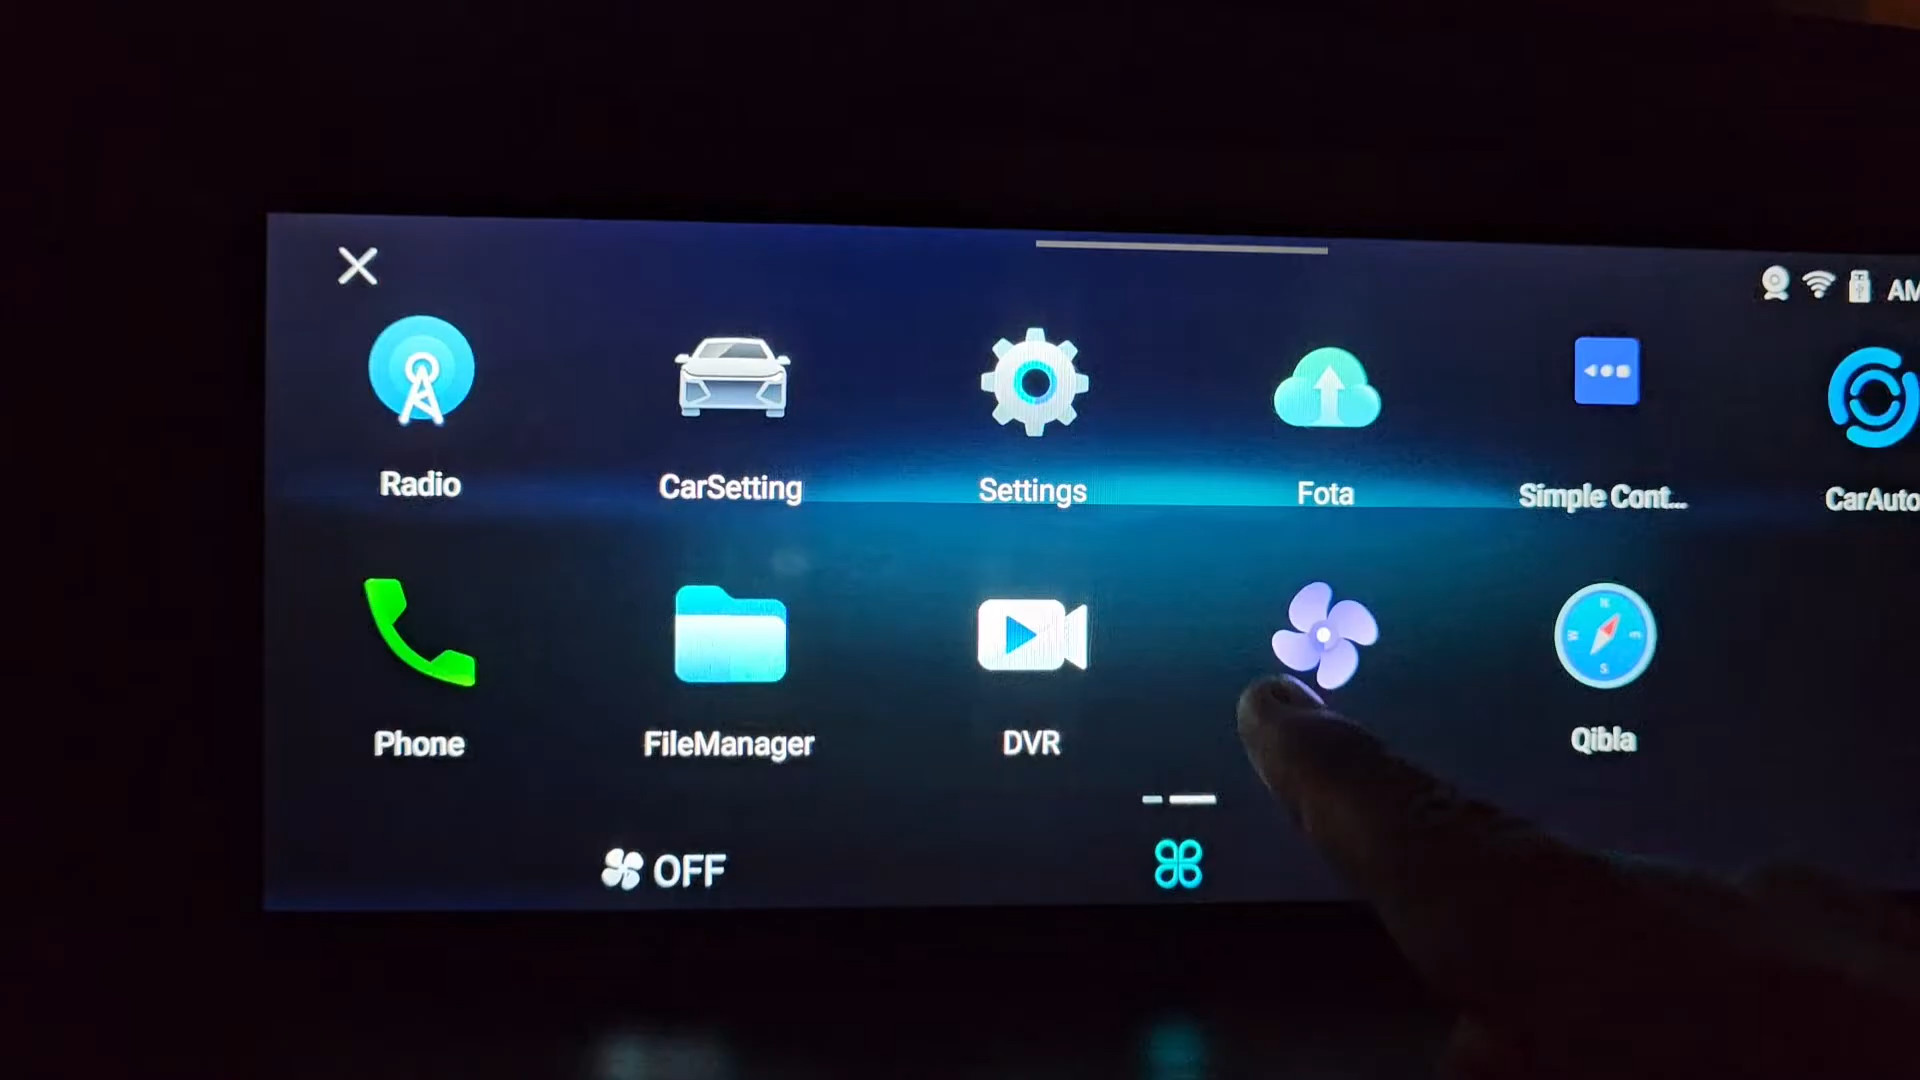 AM
Radio
CarSetting
Settings
Fota
Simple Cont...
CarAuto
Phone
FileManager
DVR
Qibla
OFF